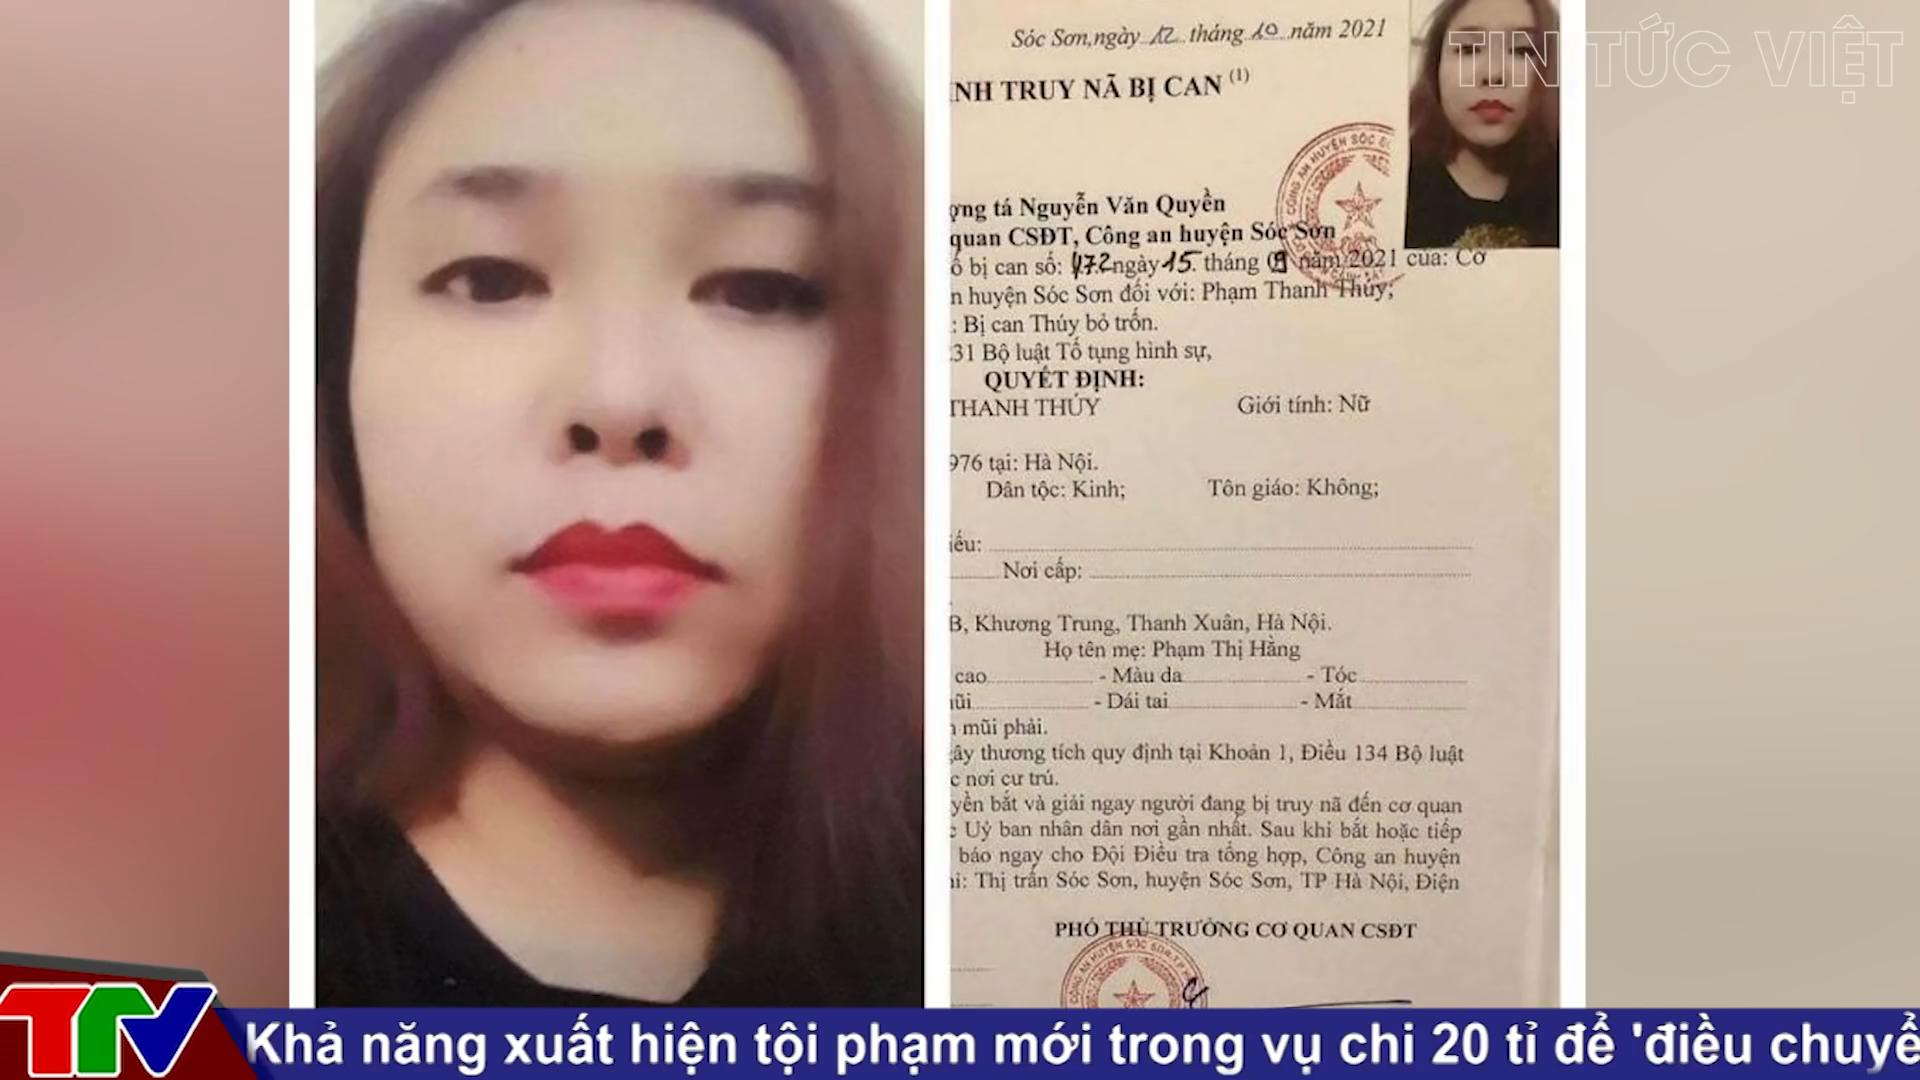 Sóc Sơn, ngày 12 tháng 10 năm 2021
TIN TỨC VIỆT
INH TRUY NÃ BỊ CAN (1)
ợng tá Nguyễn Văn Quyền
quan CSĐT, Công an huyện Sóc Sơn
ố bị can số: 472 ngày 15 tháng 9 năm 2021 của: Cơ
n huyện Sóc Sơn đối với: Phạm Thanh Thúy;
: Bị can Thúy bỏ trốn.
31 Bộ luật Tố tụng hình sự,
QUYẾT ĐỊNH:
THANH THÚY Giới tính: Nữ
976 tại: Hà Nội.
Dân tộc: Kinh; Tôn giáo: Không;
iếu:
Nơi cấp:
B, Khương Trung, Thanh Xuân, Hà Nội.
Họ tên mẹ: Phạm Thị Hằng
cao - Màu da - Tóc
ũi - Dái tai - Mắt
n mũi phải.
gây thương tích quy định tại Khoản 1, Điều 134 Bộ luật
c nơi cư trú.
yền bắt và giải ngay người đang bị truy nã đến cơ quan
c Uỷ ban nhân dân nơi gần nhất. Sau khi bắt hoặc tiếp
báo ngay cho Đội Điều tra tổng hợp, Công an huyện
hi: Thị trấn Sóc Sơn, huyện Sóc Sơn, TP Hà Nội, Điện
PHÓ THỦ TRƯỞNG CƠ QUAN CSĐT
TTV
Khả năng xuất hiện tội phạm mới trong vụ chi 20 tỉ để 'điều chuyể